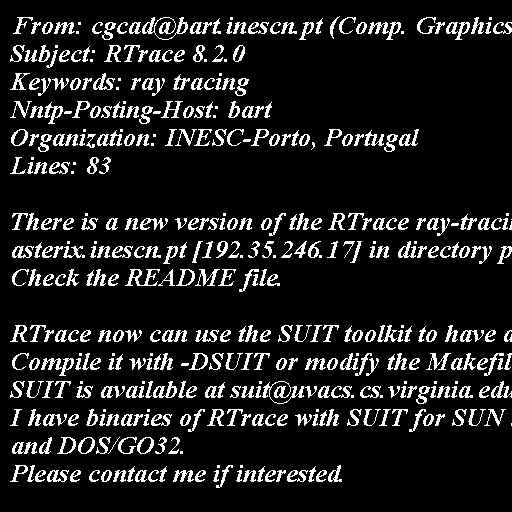 From: cgcad@bart.inescn.pt (Comp. Graphics
Subject: RTrace 8.2.0
Keywords: ray tracing
Nntp-Posting-Host: bart
Organization: INESC-Porto, Portugal
Lines: 83

There is a new version of the RTrace ray-traci
asterix.inescn.pt [192.35.246.17] in directory p
Check the README file.

RTrace now can use the SUIT toolkit to have a
Compile it with -DSUIT or modify the Makefil
SUIT is available at suit@uvacs.cs.virginia.edu
I have binaries of RTrace with SUIT for SUN
and DOS/GO32.
Please contact me if interested.